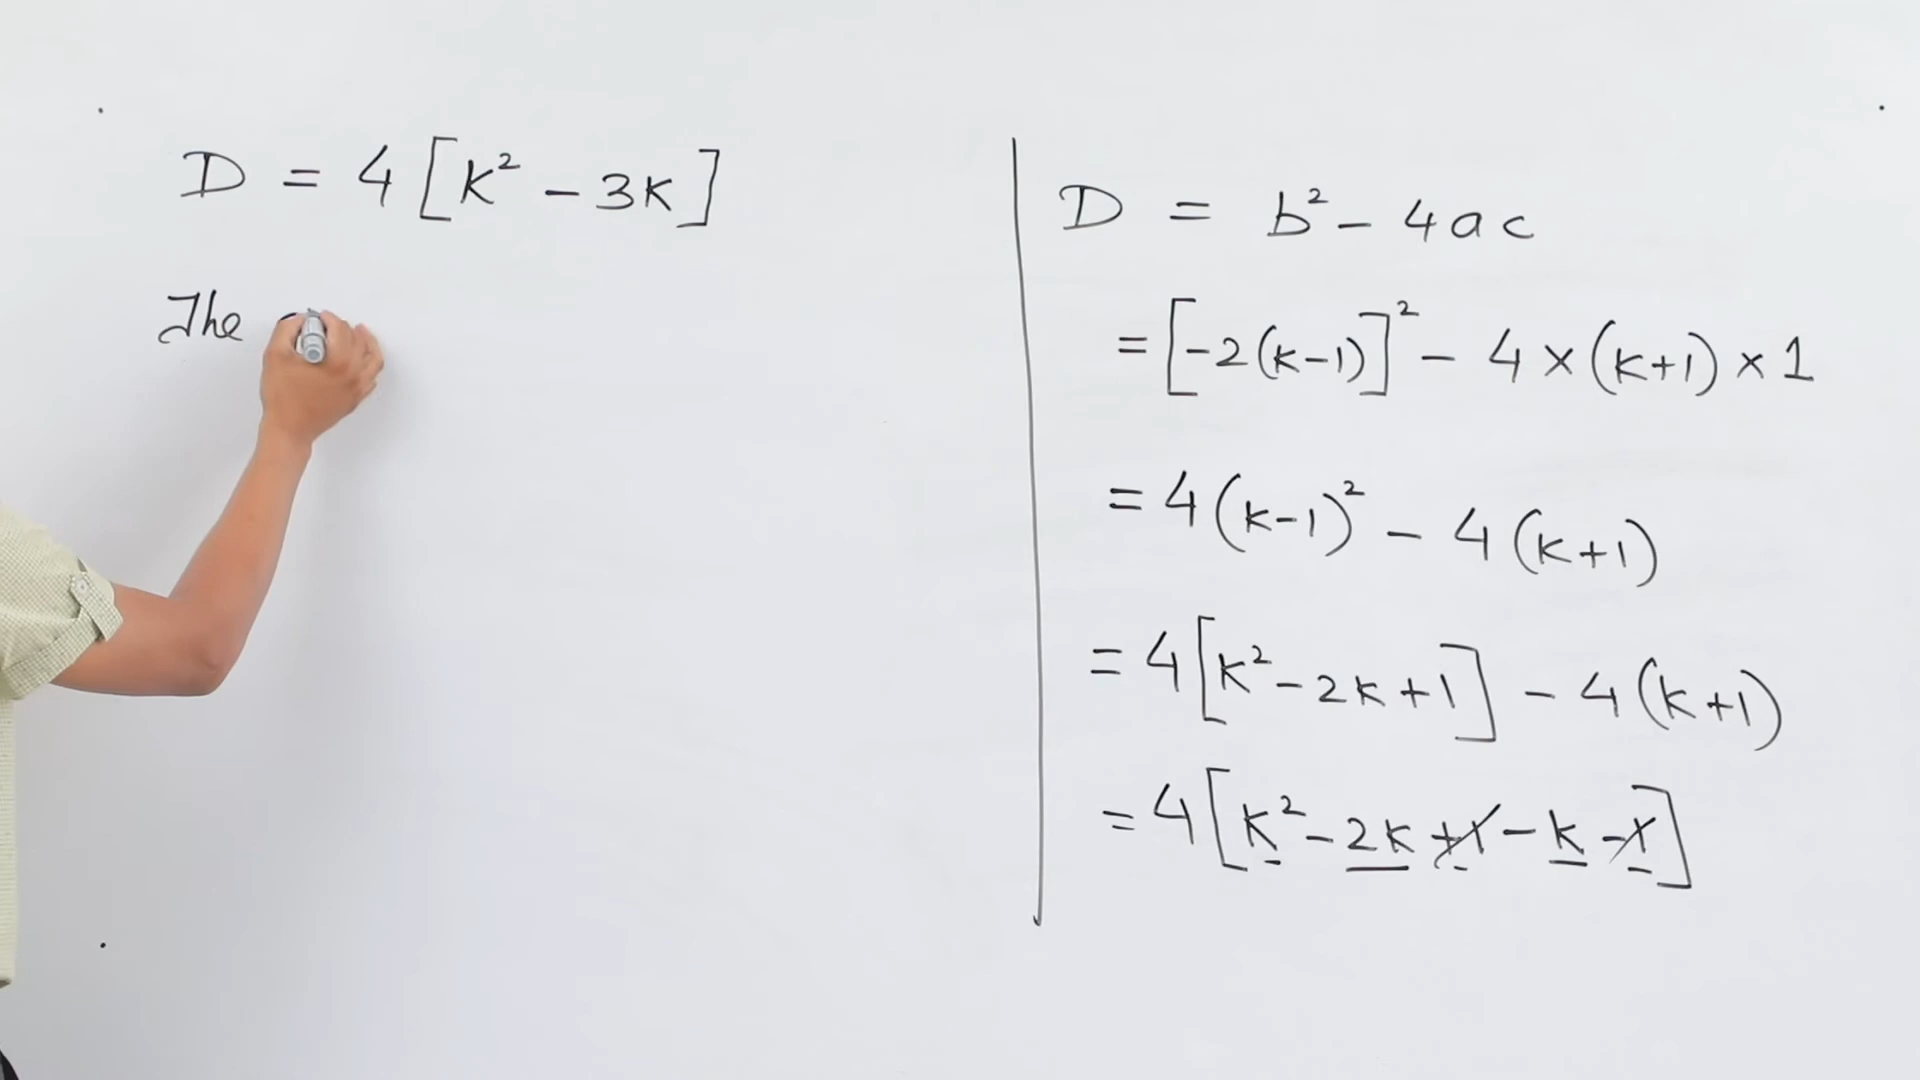 D = 4[k² - 3k]
The
D = b² - 4ac
= [-2(k-1)]² - 4 × (k+1) × 1
= 4(k-1)² - 4(k+1)
= 4[k² - 2k + 1] - 4(k+1)
= 4[k² - 2k + 1 - k - 1]